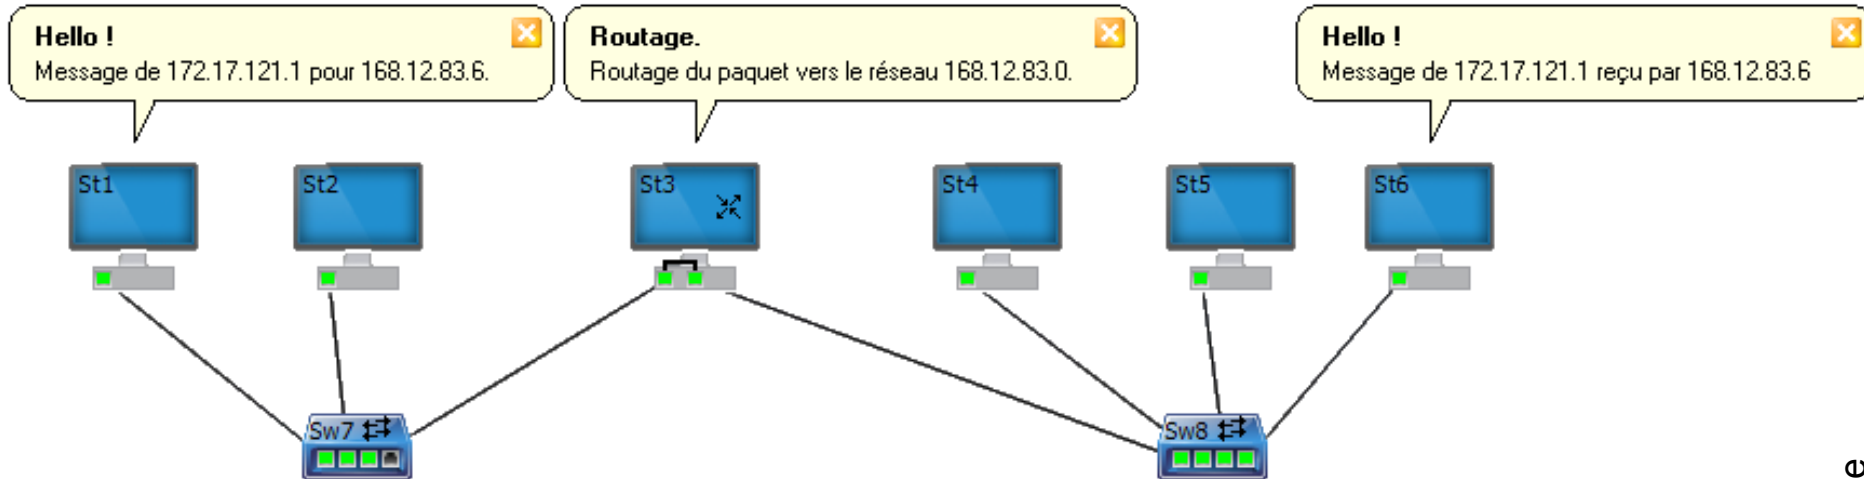 Hello !
Message de 172.17.121.1 pour 168.12.83.6.
Routage.
Routage du paquet vers le réseau 168.12.83.0.
Hello !
Message de 172.17.121.1 reçu par 168.12.83.6
St1
St2
St3
St4
St5
St6
Sw7
Sw8
e